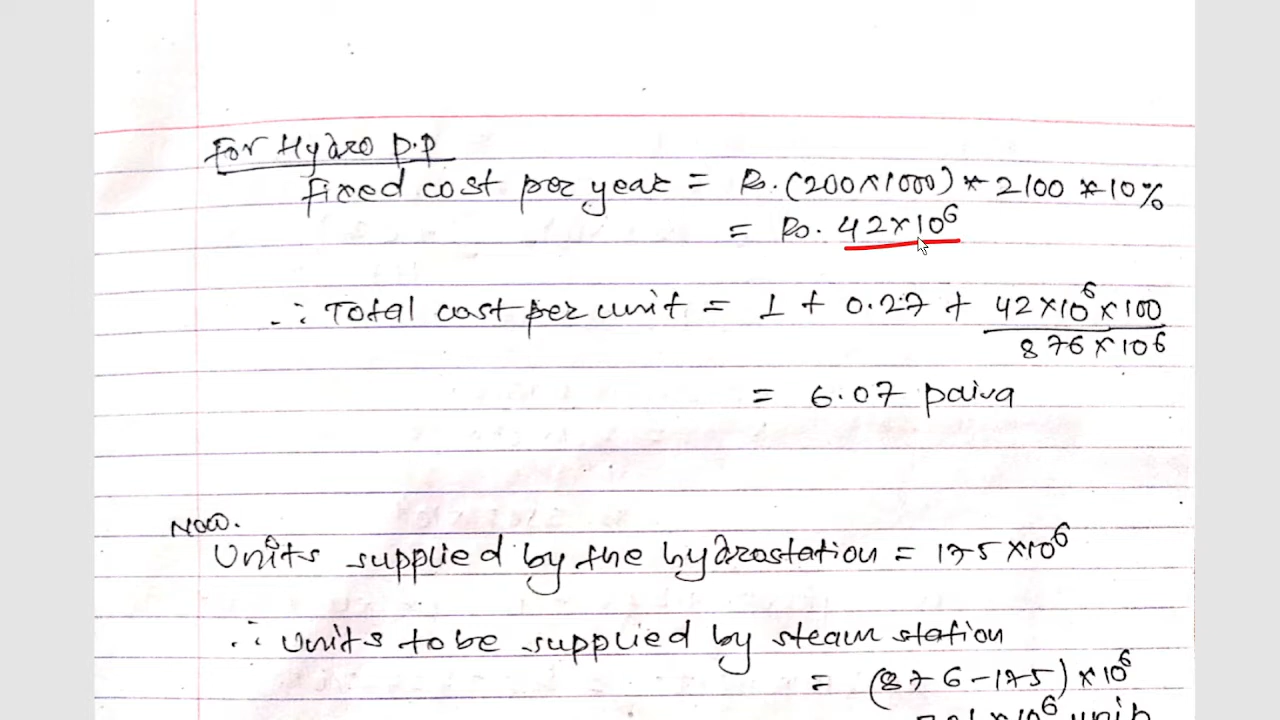 For Hydro P.P
fixed cost per year = Rs. (200×1000) * 2100 * 10%
= Rs. 42×10⁶
∴ Total cost per unit = 1 + 0.27 + 42×10⁶×100
876×10⁶
= 6.07 paisa
Now.
Units supplied by the hydrostation = 175×10⁶
∴ Units to be supplied by steam station
= (876-175)×10⁶
×10⁶ unit